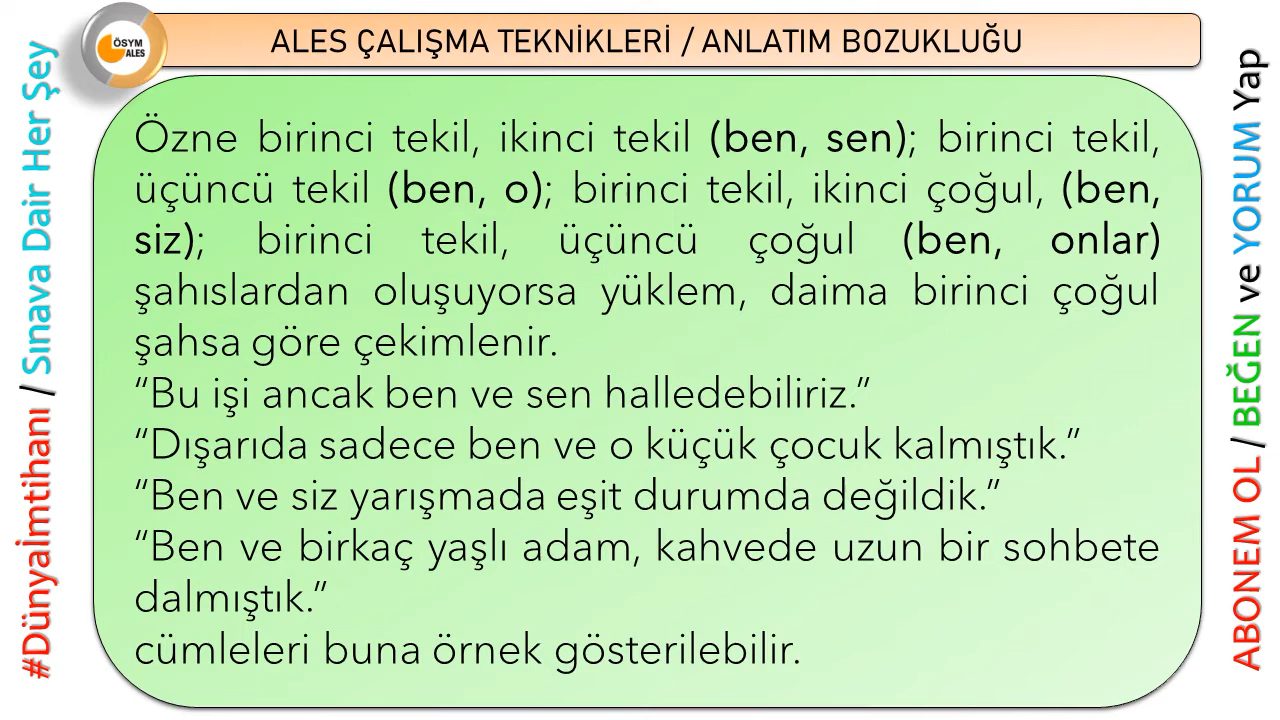 ÖSYM
ALES
ALES ÇALIŞMA TEKNİKLERİ / ANLATIM BOZUKLUĞU
#Dünyaİmtihanı / Sınava Dair Her Şey
Özne birinci tekil, ikinci tekil (ben, sen); birinci tekil,
üçüncü tekil (ben, o); birinci tekil, ikinci çoğul, (ben,
siz); birinci tekil, üçüncü çoğul (ben, onlar)
şahıslardan oluşuyorsa yüklem, daima birinci çoğul
şahsa göre çekimlenir.
“Bu işi ancak ben ve sen halledebiliriz.”
“Dışarıda sadece ben ve o küçük çocuk kalmıştık.”
“Ben ve siz yarışmada eşit durumda değildik.”
“Ben ve birkaç yaşlı adam, kahvede uzun bir sohbete
dalmıştık.”
cümleleri buna örnek gösterilebilir.
ABONEM OL / BEĞEN ve YORUM Yap